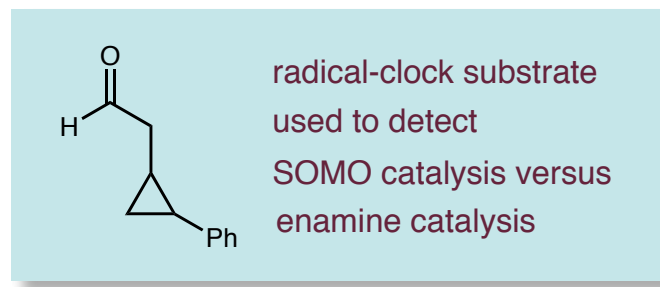 O
H
Ph
radical-clock substrate
used to detect
SOMO catalysis versus
enamine catalysis